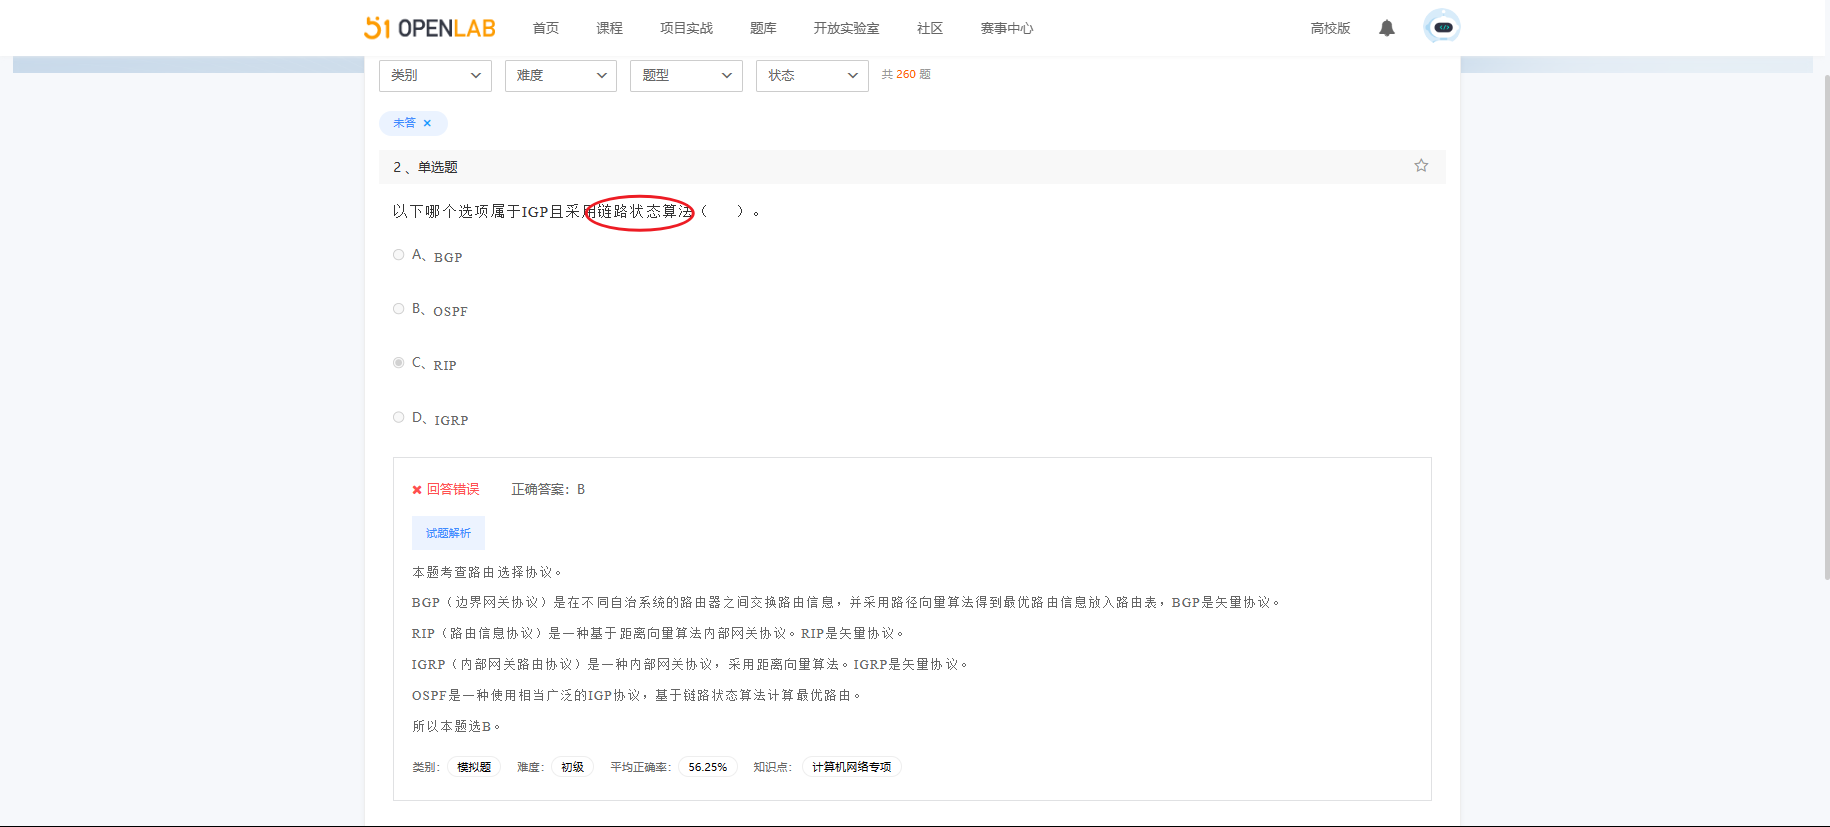 51 OPENLAB 首页 课程 项目实战 题库 开放实验室 社区 赛事中心 高校版
类别 难度 题型 状态 共 260 题
未答 ×
2 、单选题
以下哪个选项属于IGP且采用链路状态算法（ ）。
A、BGP
B、OSPF
C、RIP
D、IGRP
回答错误 正确答案：B
试题解析
本题考查路由选择协议。
BGP（边界网关协议）是在不同自治系统的路由器之间交换路由信息，并采用路径向量算法得到最优路由信息放入路由表，BGP是矢量协议。
RIP（路由信息协议）是一种基于距离向量算法内部网关协议。RIP是矢量协议。
IGRP（内部网关路由协议）是一种内部网关协议，采用距离向量算法。IGRP是矢量协议。
OSPF是一种使用相当广泛的IGP协议，基于链路状态算法计算最优路由。
所以本题选B。
类别： 模拟题 难度： 初级 平均正确率： 56.25% 知识点： 计算机网络专项